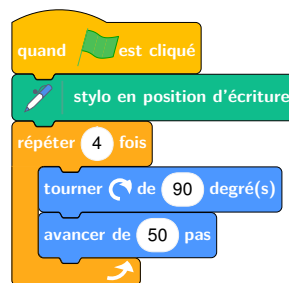 quand est cliqué
stylo en position d'écriture
répéter 4 fois
tourner de 90 degré(s)
avancer de 50 pas